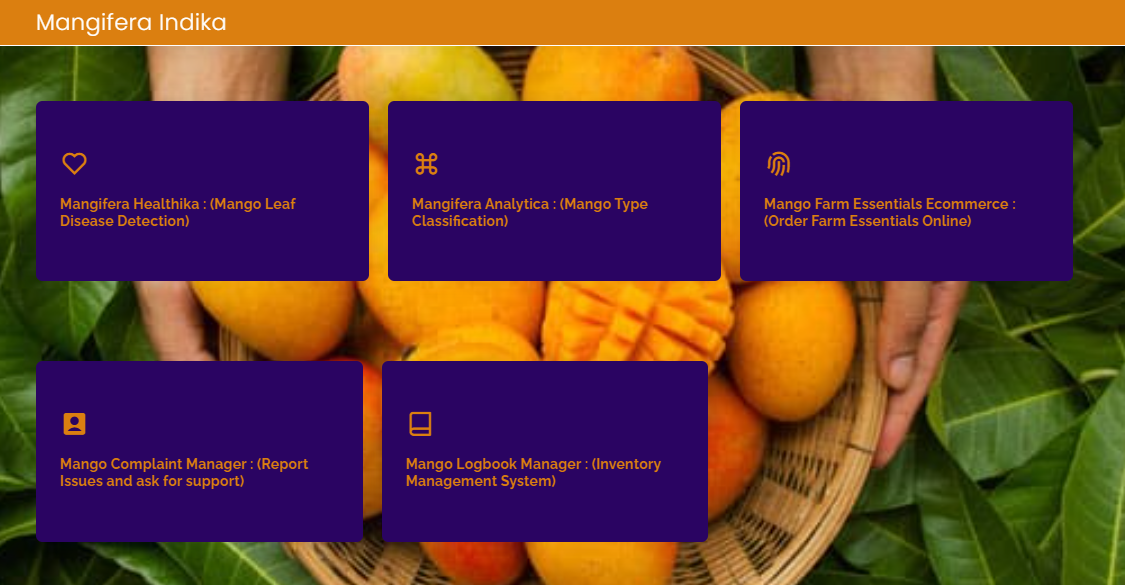 Mangifera Indika
Mangifera Healthika : (Mango Leaf
Disease Detection)
Mangifera Analytica : (Mango Type
Classification)
Mango Farm Essentials Ecommerce :
(Order Farm Essentials Online)
Mango Complaint Manager : (Report
Issues and ask for support)
Mango Logbook Manager : (Inventory
Management System)